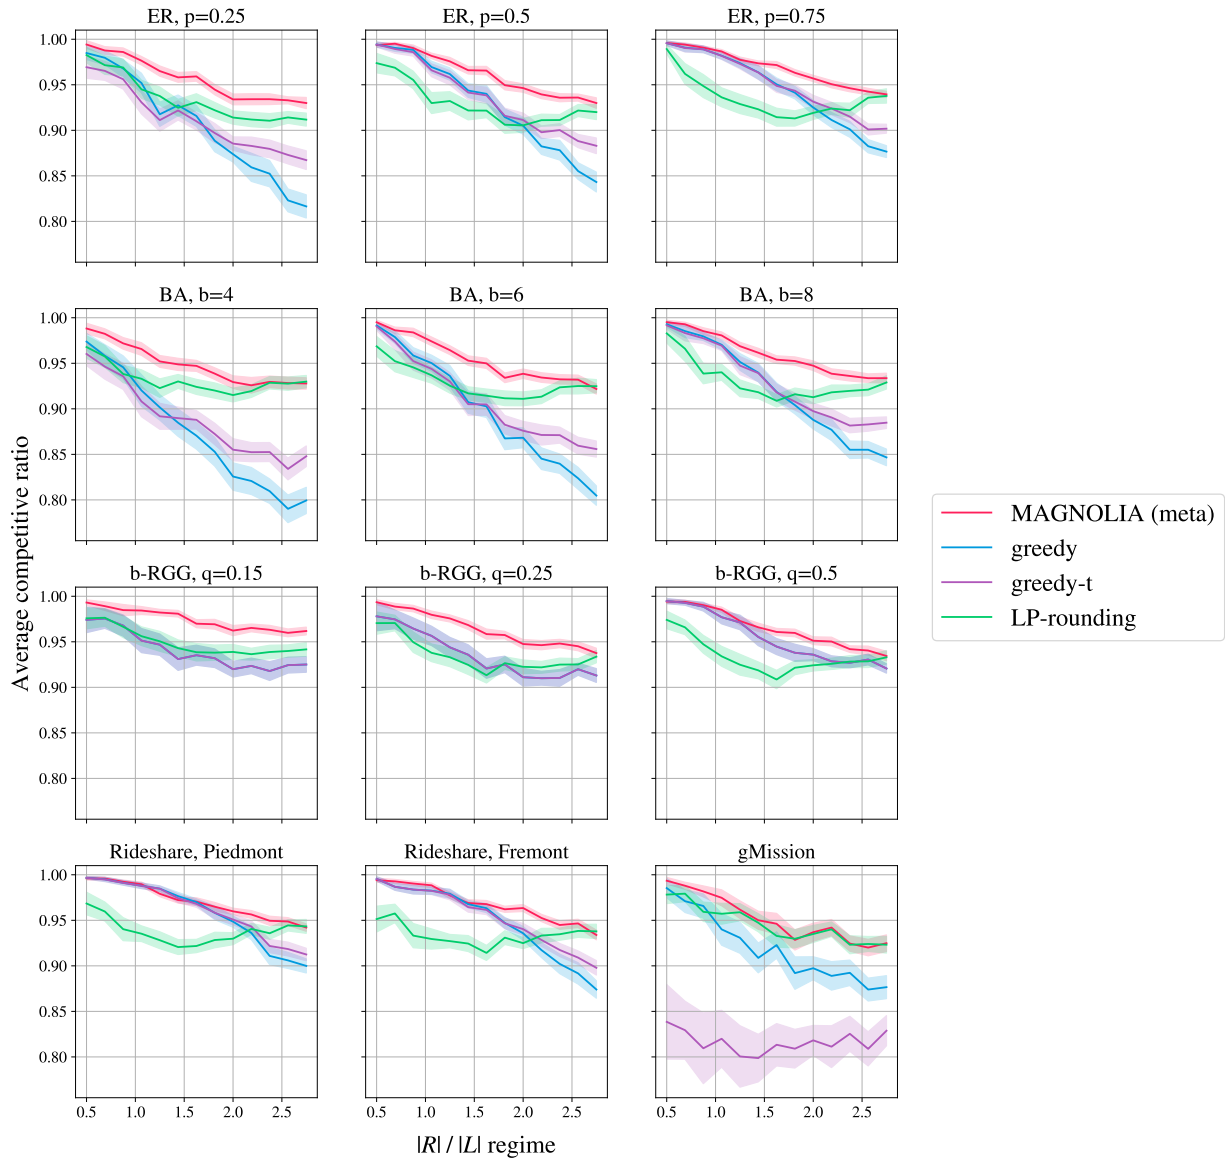 ER, p=0.25
ER, p=0.5
ER, p=0.75
1.00
0.95
0.90
0.85
0.80
BA, b=4
BA, b=6
BA, b=8
1.00
0.95
0.90
0.85
0.80
Average competitive ratio
MAGNOLIA (meta)
greedy
greedy-t
LP-rounding
b-RGG, q=0.15
b-RGG, q=0.25
b-RGG, q=0.5
1.00
0.95
0.90
0.85
0.80
Rideshare, Piedmont
Rideshare, Fremont
gMission
1.00
0.95
0.90
0.85
0.80
0.5 1.0 1.5 2.0 2.5
0.5 1.0 1.5 2.0 2.5
0.5 1.0 1.5 2.0 2.5
|R| / |L| regime